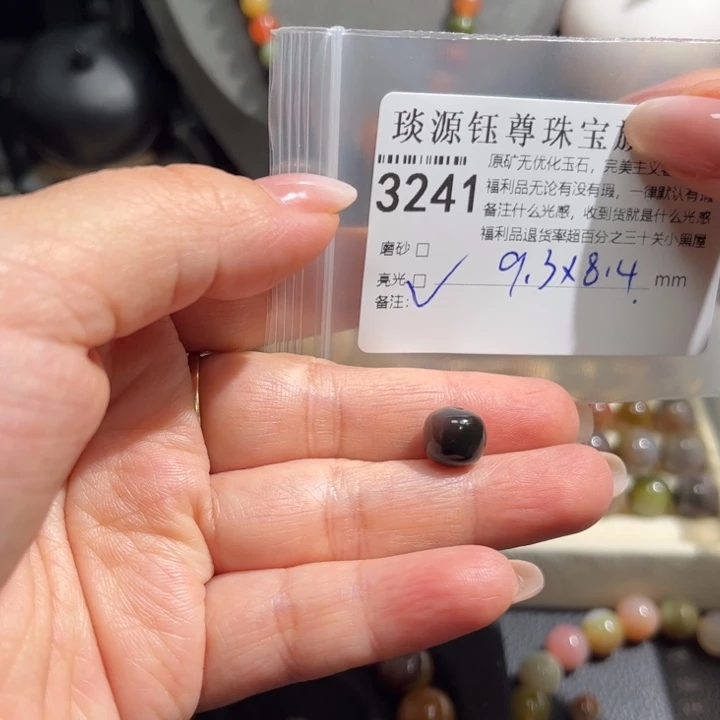 琰源钰尊珠宝
3241
原矿无优化玉石，完美主义
福利品无论有没有瑕，一律默认有瑕
备注什么光感，收到货就是什么光感
福利品退货率超百分之三十关小黑屋
磨砂 □
亮光 □ ✓ 9.3×8.4 mm
备注：